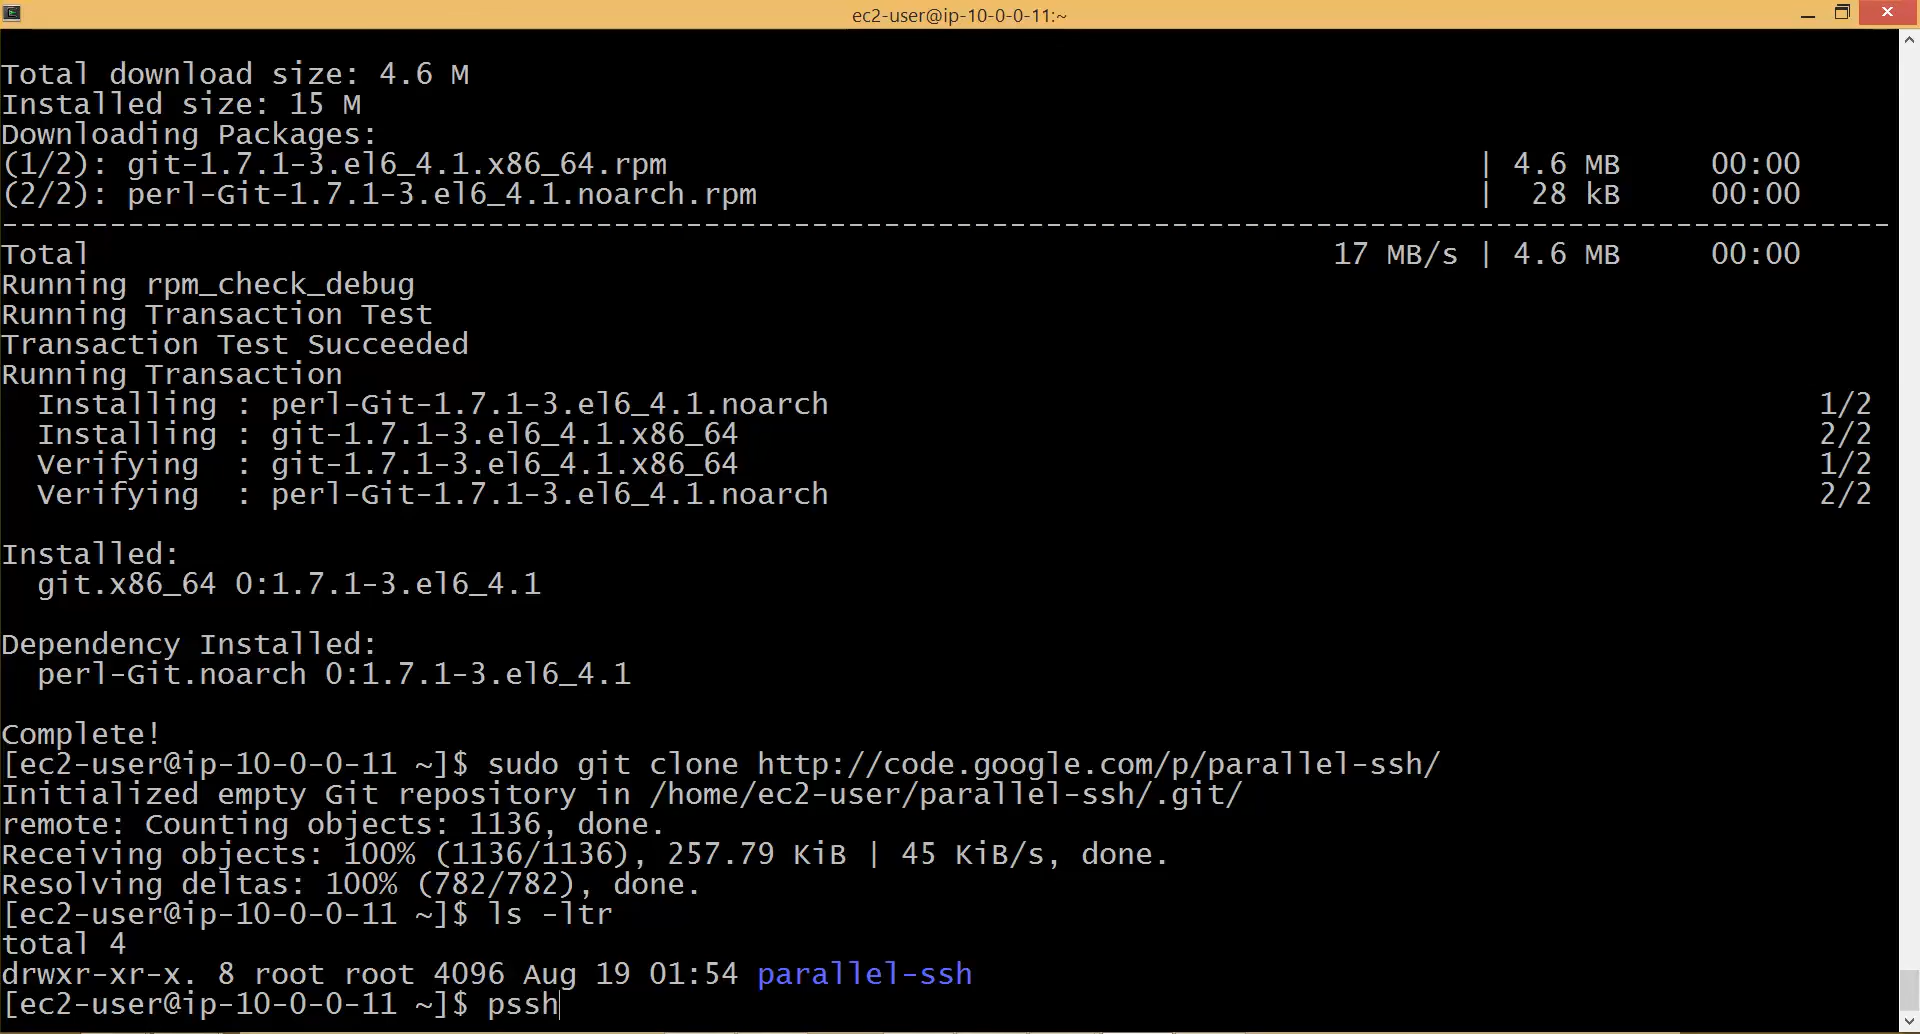 ec2-user@ip-10-0-0-11:~
Total download size: 4.6 M
Installed size: 15 M
Downloading Packages:
(1/2): git-1.7.1-3.el6_4.1.x86_64.rpm | 4.6 MB 00:00
(2/2): perl-Git-1.7.1-3.el6_4.1.noarch.rpm | 28 kB 00:00
---------------------------------------------------------------------------------------------------------
Total 17 MB/s | 4.6 MB 00:00
Running rpm_check_debug
Running Transaction Test
Transaction Test Succeeded
Running Transaction
  Installing : perl-Git-1.7.1-3.el6_4.1.noarch 1/2
  Installing : git-1.7.1-3.el6_4.1.x86_64 2/2
  Verifying  : git-1.7.1-3.el6_4.1.x86_64 1/2
  Verifying  : perl-Git-1.7.1-3.el6_4.1.noarch 2/2
Installed:
  git.x86_64 0:1.7.1-3.el6_4.1
Dependency Installed:
  perl-Git.noarch 0:1.7.1-3.el6_4.1
Complete!
[ec2-user@ip-10-0-0-11 ~]$ sudo git clone http://code.google.com/p/parallel-ssh/
Initialized empty Git repository in /home/ec2-user/parallel-ssh/.git/
remote: Counting objects: 1136, done.
Receiving objects: 100% (1136/1136), 257.79 KiB | 45 KiB/s, done.
Resolving deltas: 100% (782/782), done.
[ec2-user@ip-10-0-0-11 ~]$ ls -ltr
total 4
drwxr-xr-x. 8 root root 4096 Aug 19 01:54 parallel-ssh
[ec2-user@ip-10-0-0-11 ~]$ pssh